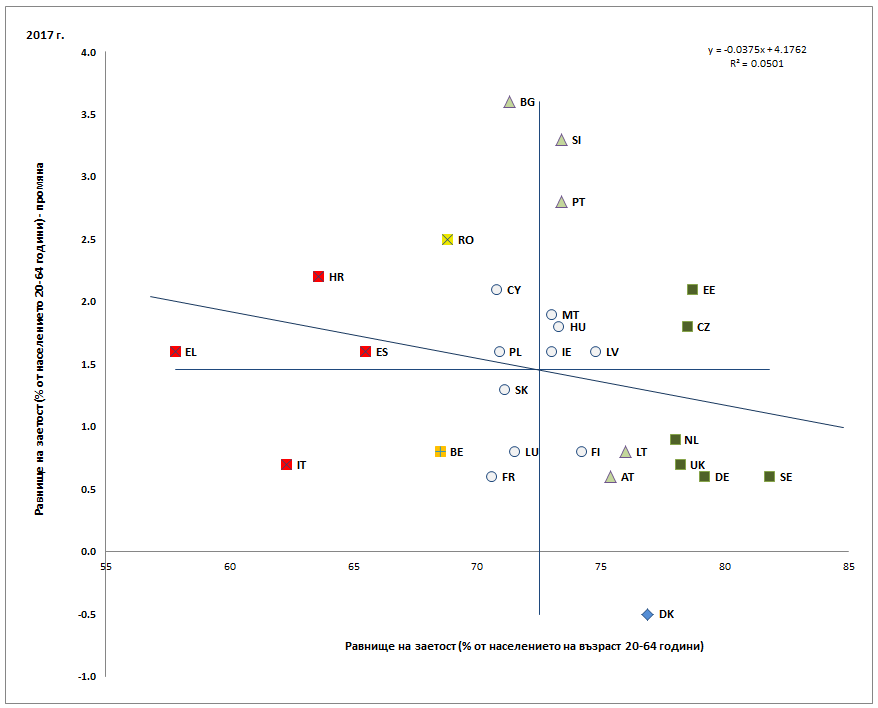 2017 г.
y = -0.0375x + 4.1762
R² = 0.0501
Равнище на заетост (% от населението 20-64 години) - промяна
4.0
3.5
3.0
2.5
2.0
1.5
1.0
0.5
0.0
-0.5
-1.0
BG
SI
PT
RO
HR
CY
EE
MT
HU
CZ
EL
ES
PL
IE
LV
SK
NL
BE
LU
FI
LT
IT
UK
FR
AT
DE
SE
55 60 65 70 75 80 85
DK
Равнище на заетост (% от населението на възраст 20-64 години)